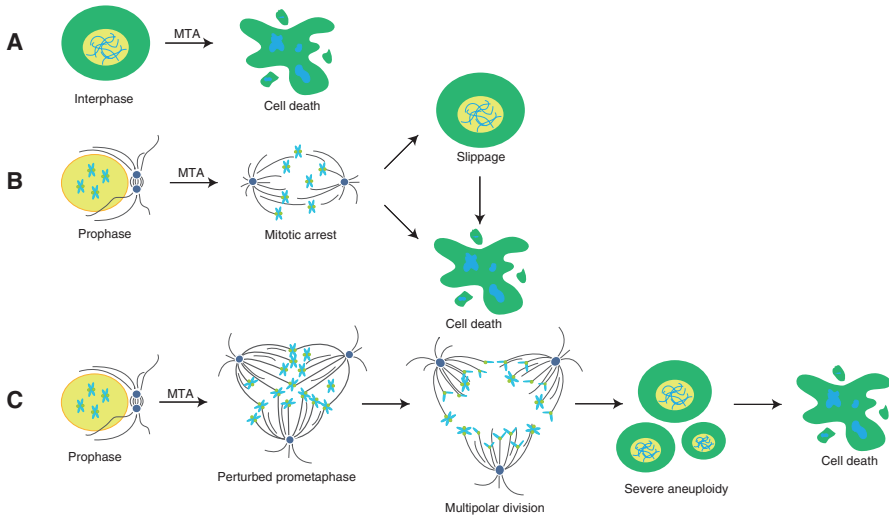 A
MTA
Interphase
Cell death
B
MTA
Prophase
Mitotic arrest
Slippage
Cell death
C
MTA
Prophase
Perturbed prometaphase
Multipolar division
Severe aneuploidy
Cell death